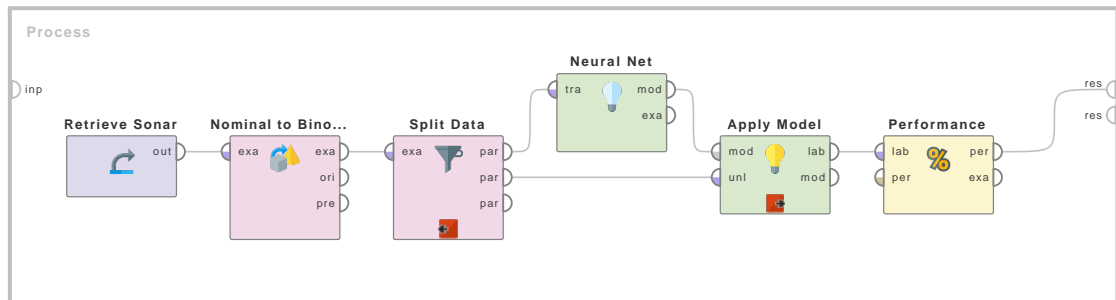 Process
inp
Retrieve Sonar
out
Nominal to Bino...
exa
exa
ori
pre
Split Data
exa
par
par
par
Neural Net
tra
mod
exa
Apply Model
mod
lab
unl
mod
Performance
%
lab
per
per
exa
res
res